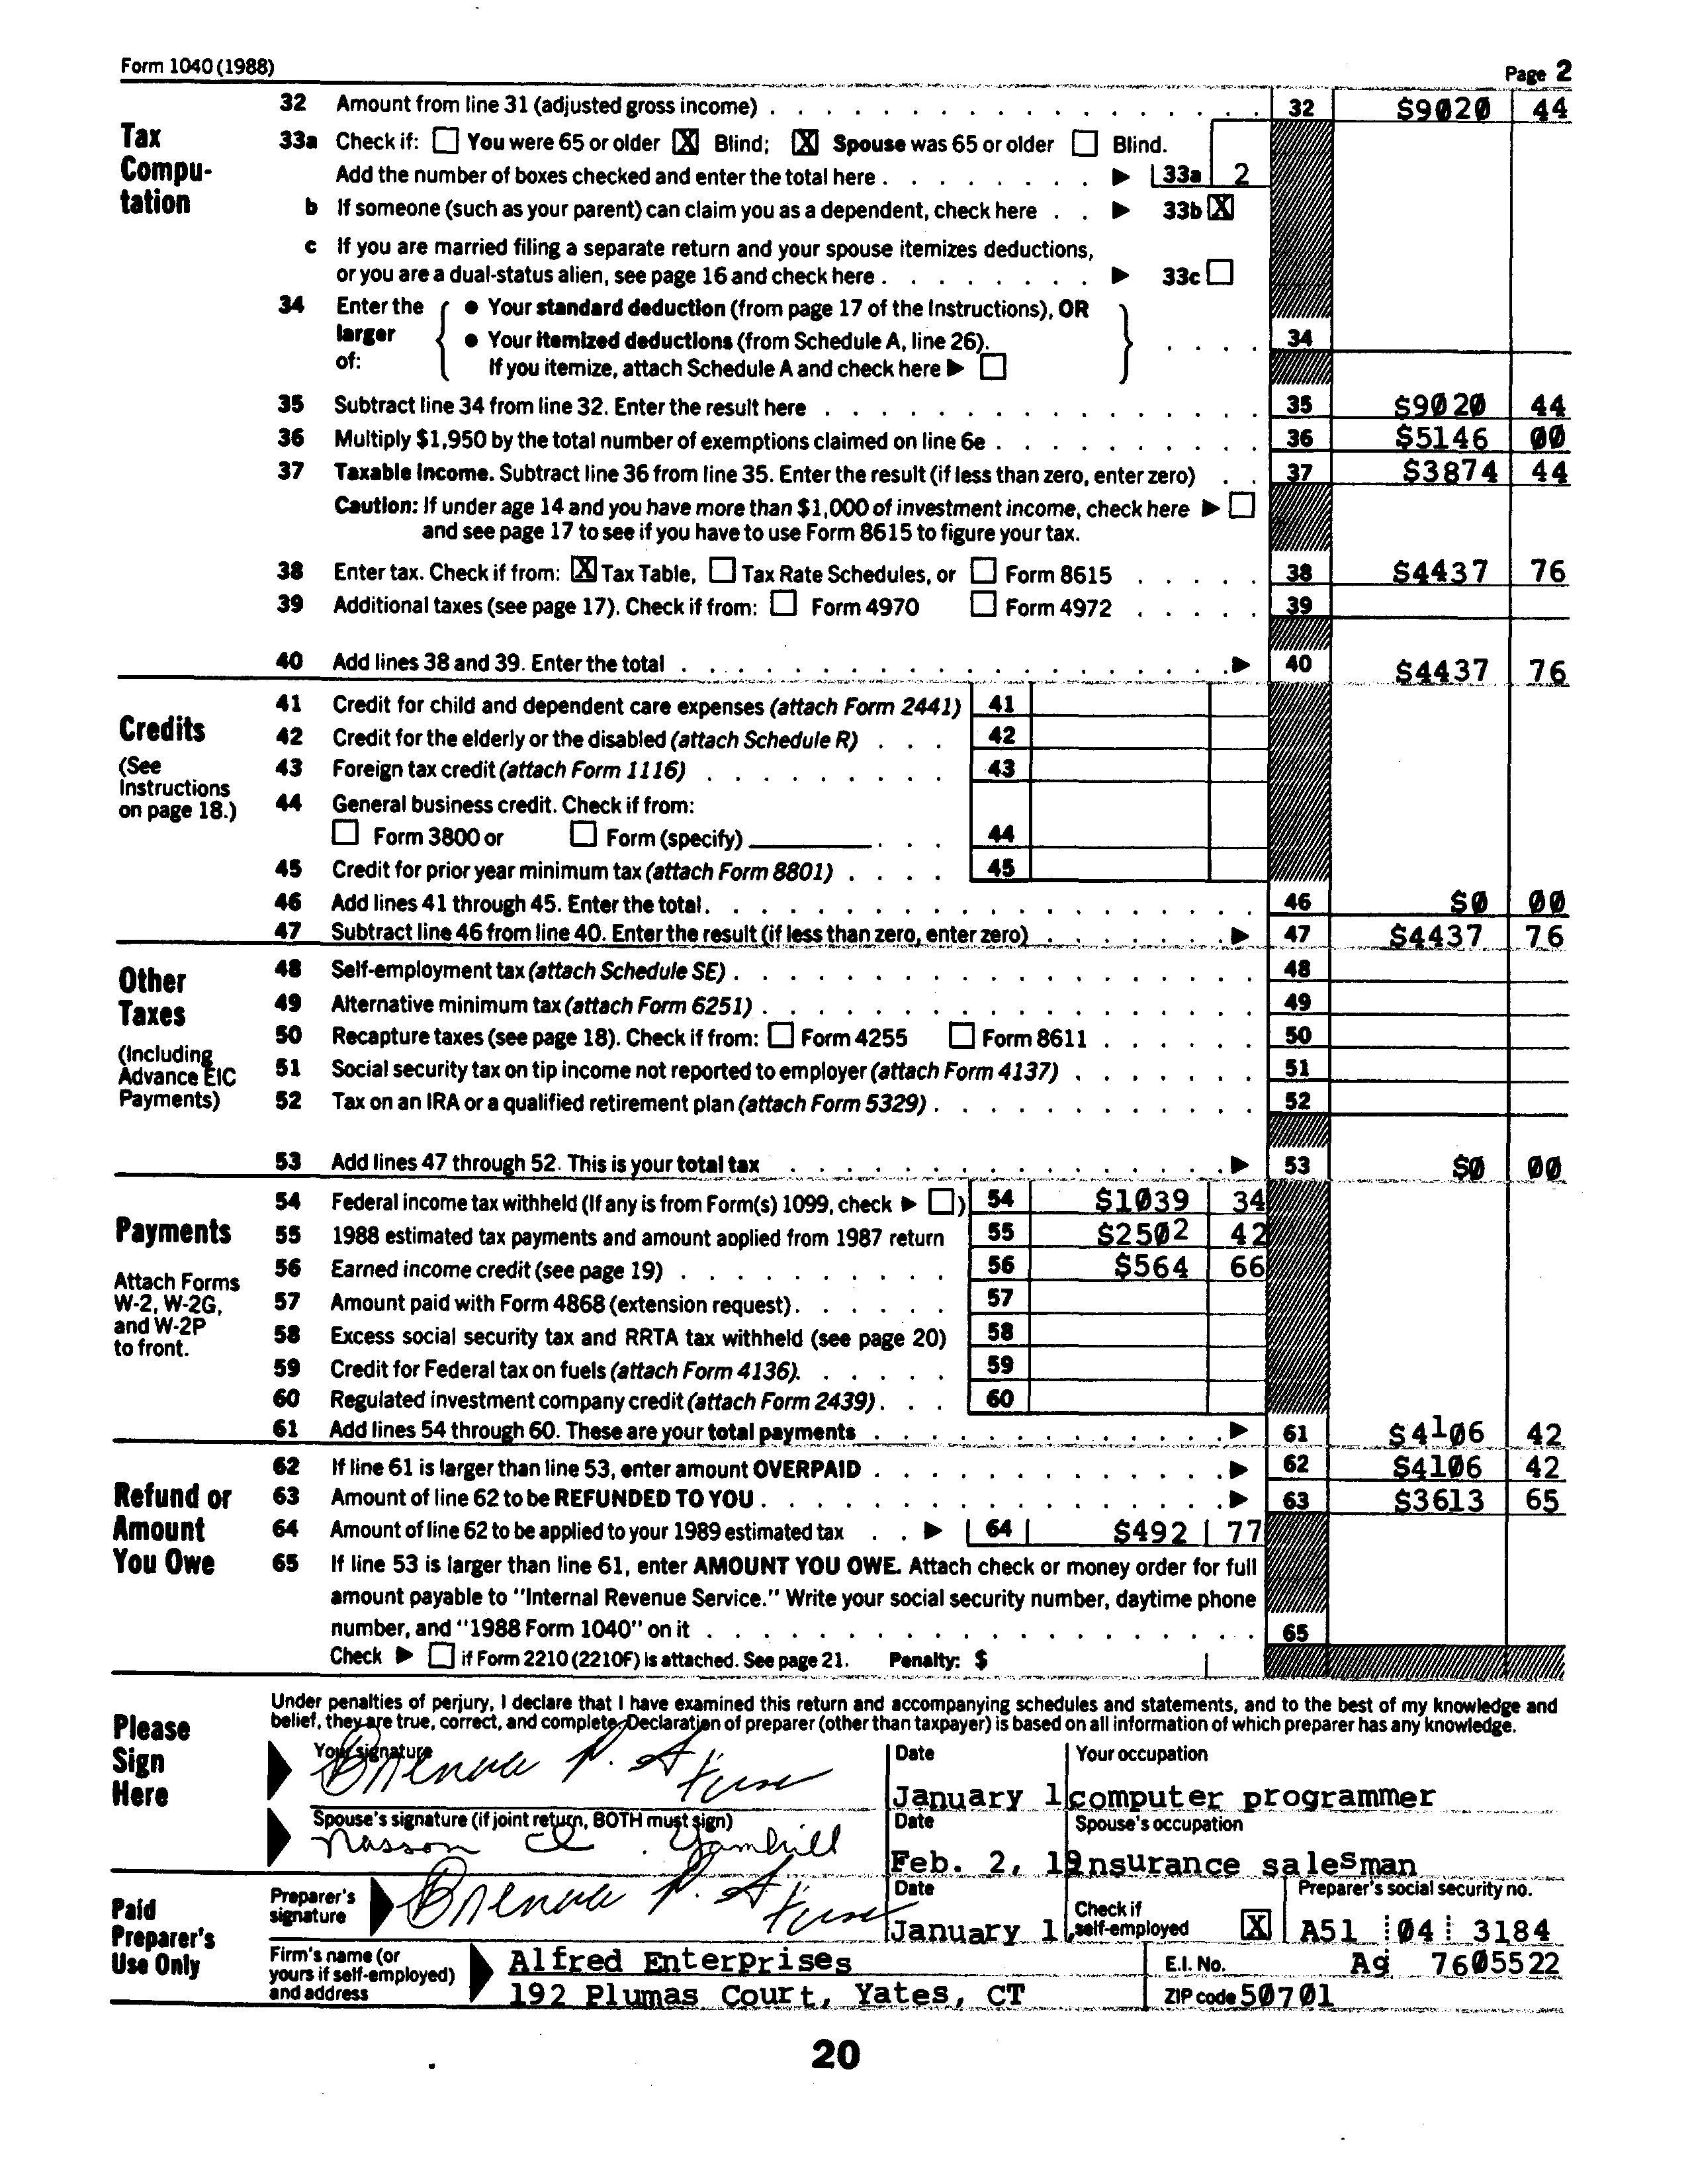 Form 1040 (1988) Page 2
Tax Compu-tation
32 Amount from line 31 (adjusted gross income) 32 $9020 44
33a Check if: ☐ You were 65 or older ☒ Blind; ☒ Spouse was 65 or older ☐ Blind.
Add the number of boxes checked and enter the total here ▶ 33a 2
b If someone (such as your parent) can claim you as a dependent, check here ▶ 33b ☒
c If you are married filing a separate return and your spouse itemizes deductions,
or you are a dual-status alien, see page 16 and check here ▶ 33c ☐
34 Enter the larger of: { ● Your standard deduction (from page 17 of the Instructions), OR
● Your itemized deductions (from Schedule A, line 26). } 34
If you itemize, attach Schedule A and check here ▶ ☐
35 Subtract line 34 from line 32. Enter the result here 35 $9020 44
36 Multiply $1,950 by the total number of exemptions claimed on line 6e 36 $5146 00
37 Taxable income. Subtract line 36 from line 35. Enter the result (if less than zero, enter zero) 37 $3874 44
Caution: If under age 14 and you have more than $1,000 of investment income, check here ▶ ☐
and see page 17 to see if you have to use Form 8615 to figure your tax.
38 Enter tax. Check if from: ☒ Tax Table, ☐ Tax Rate Schedules, or ☐ Form 8615 38 $4437 76
39 Additional taxes (see page 17). Check if from: ☐ Form 4970 ☐ Form 4972 39
40 Add lines 38 and 39. Enter the total ▶ 40 $4437 76
Credits
(See Instructions on page 18.)
41 Credit for child and dependent care expenses (attach Form 2441) 41
42 Credit for the elderly or the disabled (attach Schedule R) 42
43 Foreign tax credit (attach Form 1116) 43
44 General business credit. Check if from:
☐ Form 3800 or ☐ Form (specify) 44
45 Credit for prior year minimum tax (attach Form 8801) 45
46 Add lines 41 through 45. Enter the total 46 $0 00
47 Subtract line 46 from line 40. Enter the result (if less than zero, enter zero) ▶ 47 $4437 76
Other Taxes
(Including Advance EIC Payments)
48 Self-employment tax (attach Schedule SE) 48
49 Alternative minimum tax (attach Form 6251) 49
50 Recapture taxes (see page 18). Check if from: ☐ Form 4255 ☐ Form 8611 50
51 Social security tax on tip income not reported to employer (attach Form 4137) 51
52 Tax on an IRA or a qualified retirement plan (attach Form 5329) 52
53 Add lines 47 through 52. This is your total tax ▶ 53 $0 00
Payments
Attach Forms W-2, W-2G, and W-2P to front.
54 Federal income tax withheld (If any is from Form(s) 1099, check ▶ ☐) 54 $1039 34
55 1988 estimated tax payments and amount applied from 1987 return 55 $2502 42
56 Earned income credit (see page 19) 56 $564 66
57 Amount paid with Form 4868 (extension request) 57
58 Excess social security tax and RRTA tax withheld (see page 20) 58
59 Credit for Federal tax on fuels (attach Form 4136) 59
60 Regulated investment company credit (attach Form 2439) 60
61 Add lines 54 through 60. These are your total payments ▶ 61 $4106 42
Refund or Amount You Owe
62 If line 61 is larger than line 53, enter amount OVERPAID ▶ 62 $4106 42
63 Amount of line 62 to be REFUNDED TO YOU ▶ 63 $3613 65
64 Amount of line 62 to be applied to your 1989 estimated tax ▶ 64 $492 77
65 If line 53 is larger than line 61, enter AMOUNT YOU OWE. Attach check or money order for full
amount payable to "Internal Revenue Service." Write your social security number, daytime phone
number, and "1988 Form 1040" on it 65
Check ▶ ☐ if Form 2210 (2210F) is attached. See page 21. Penalty: $
Please Sign Here
Under penalties of perjury, I declare that I have examined this return and accompanying schedules and statements, and to the best of my knowledge and
belief, they are true, correct, and complete. Declaration of preparer (other than taxpayer) is based on all information of which preparer has any knowledge.
Your signature Date Your occupation
Brenda P. January 1 computer programmer
Spouse's signature (if joint return, BOTH must sign) Date Spouse's occupation
Nasson Yamhill Feb. 2, 19 nsurance salesman
Paid Preparer's Use Only
Preparer's signature Brenda P. Date January 1 Check if self-employed ☒ Preparer's social security no. A51 04 3184
Firm's name (or yours if self-employed) and address Alfred Enterprises E.I. No. Ag 7605522
192 Plumas Court, Yates, CT ZIP code 50701
20